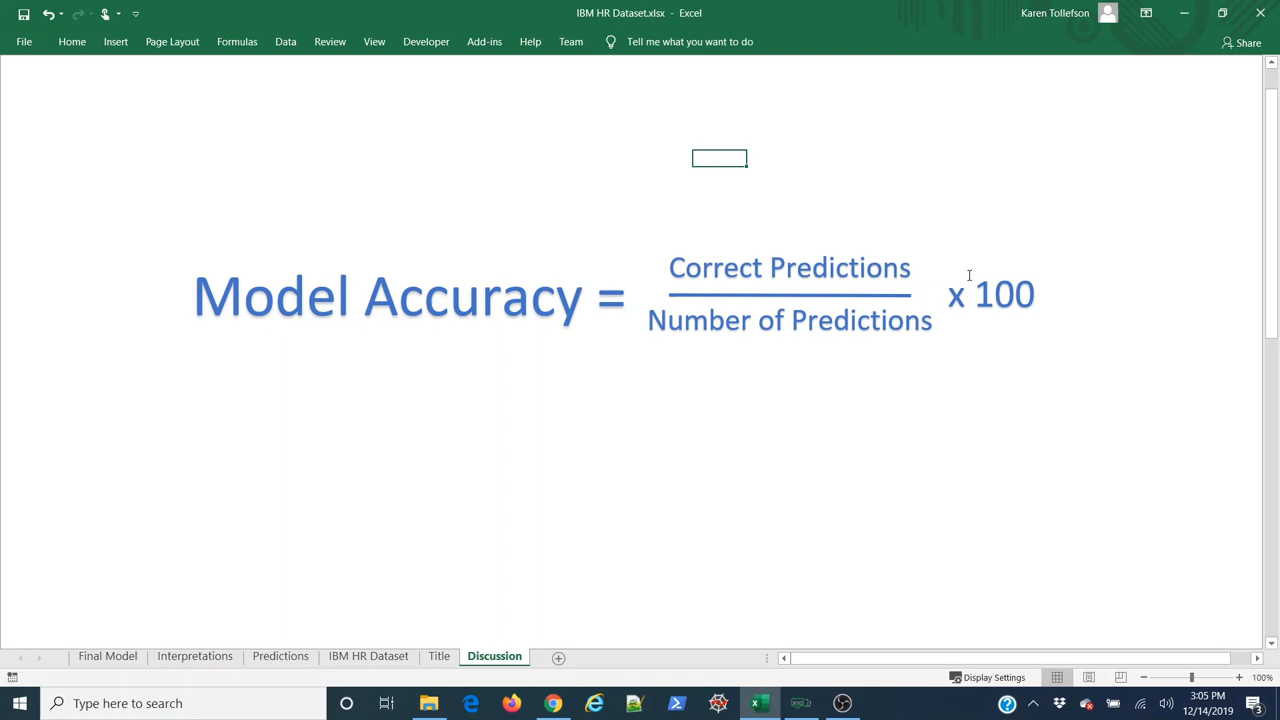 IBM HR Dataset.xlsx - Excel
Karen Tollefson
File Home Insert Page Layout Formulas Data Review View Developer Add-ins Help Team Tell me what you want to do Share
Model Accuracy = Correct Predictions
Number of Predictions
x 100
Final Model Interpretations Predictions IBM HR Dataset Title Discussion
Display Settings 100%
Type here to search
3:05 PM
12/14/2019
3